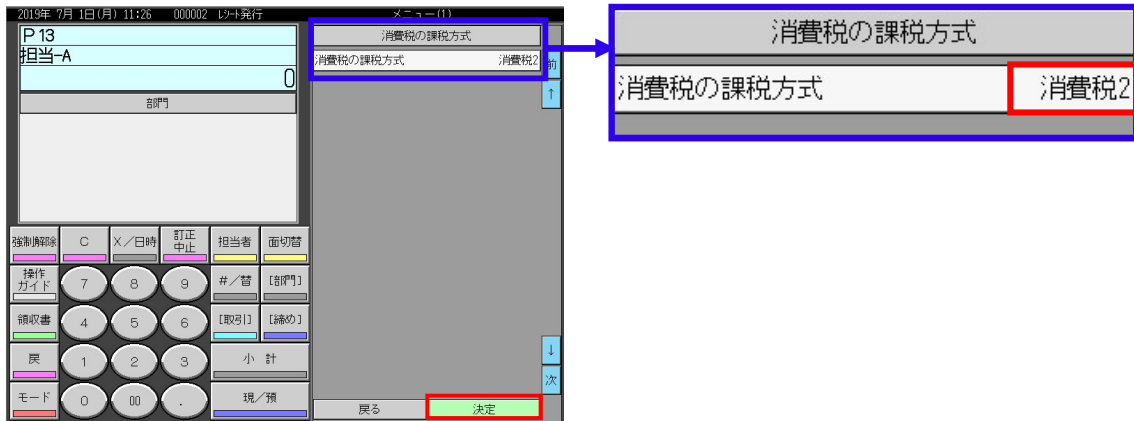 2019年 7月 1日(月) 11:26 000002 ﾚｼｰﾄ発行 メニュー(1)
P 13
担当-A
0
部門
消費税の課税方式
消費税の課税方式 消費税2
前
↑
↓
次
強制解除 C X／日時 訂正中止 担当者 面切替
操作ガイド 7 8 9 #／替 [部門]
領収書 4 5 6 [取引] [締め]
戻 1 2 3 小 計
モード 0 00 . 現／預
戻る 決定
消費税の課税方式
消費税の課税方式 消費税2